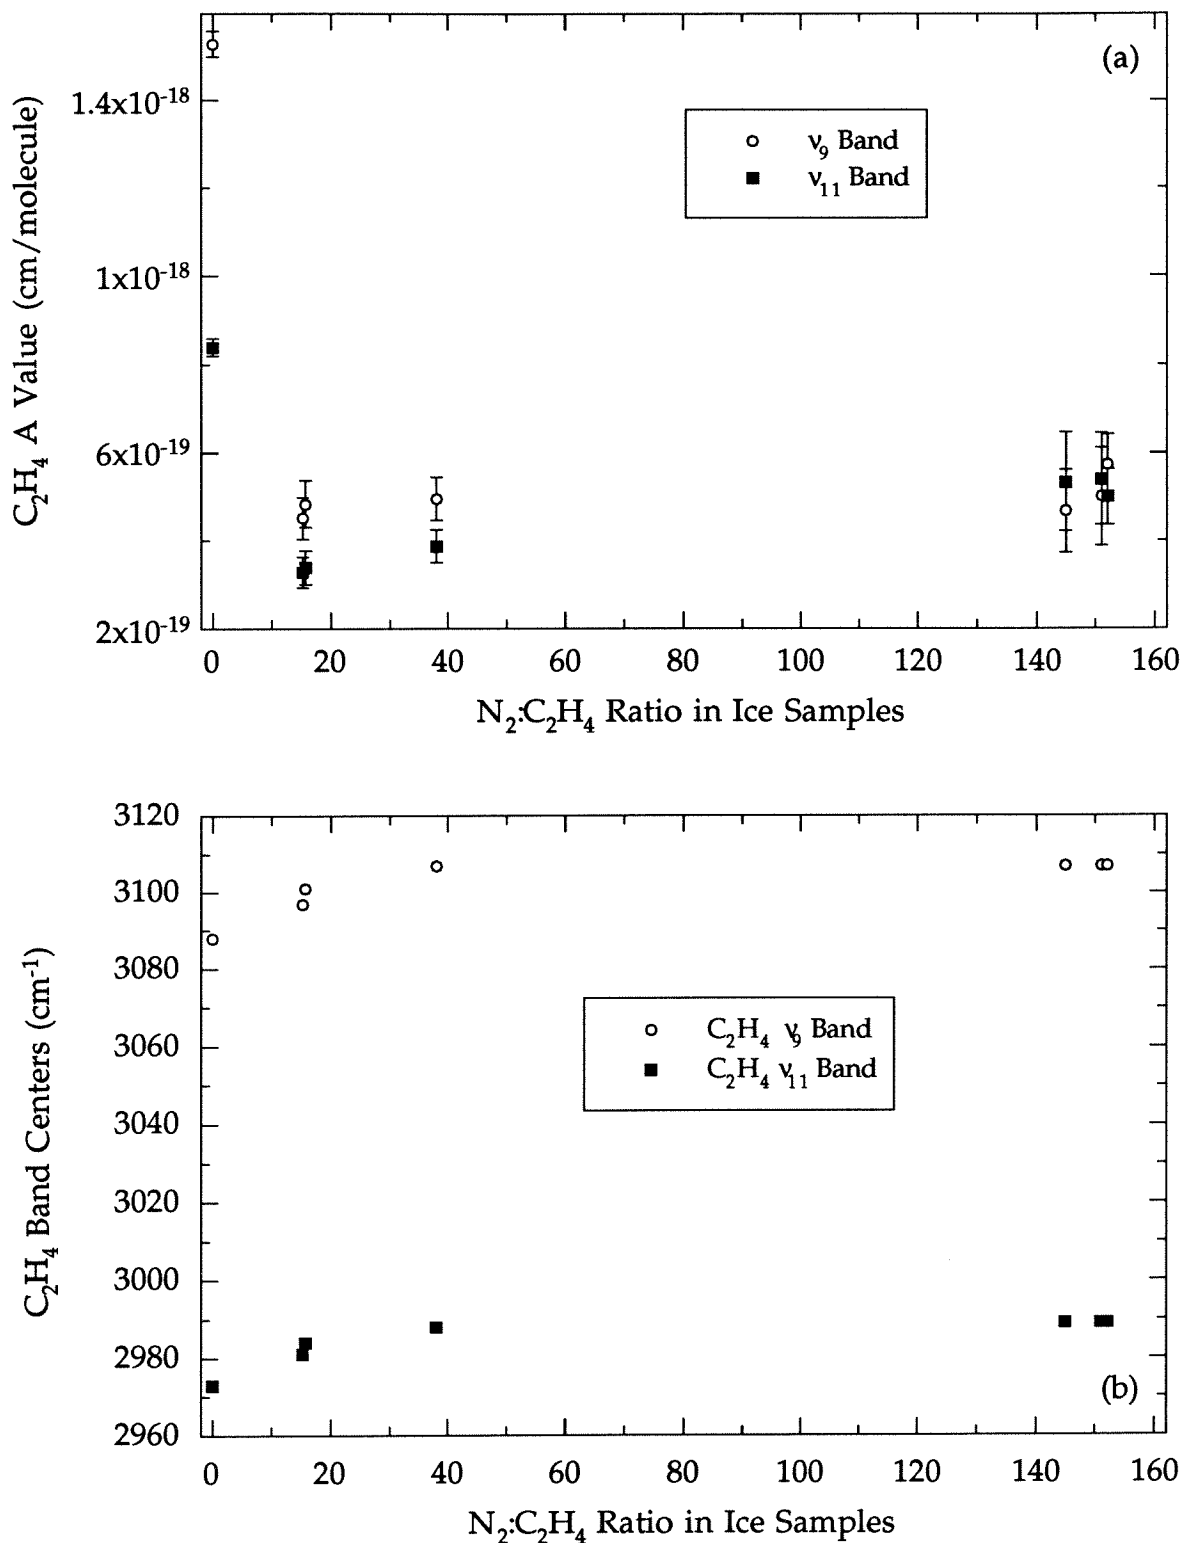 (a)
C₂H₄ A Value (cm/molecule)
1.4x10⁻¹⁸
1x10⁻¹⁸
6x10⁻¹⁹
2x10⁻¹⁹
ν₉ Band
ν₁₁ Band
0 20 40 60 80 100 120 140 160
N₂:C₂H₄ Ratio in Ice Samples
C₂H₄ Band Centers (cm⁻¹)
3120
3100
3080
3060
3040
3020
3000
2980
2960
C₂H₄ ν₉ Band
C₂H₄ ν₁₁ Band
(b)
0 20 40 60 80 100 120 140 160
N₂:C₂H₄ Ratio in Ice Samples